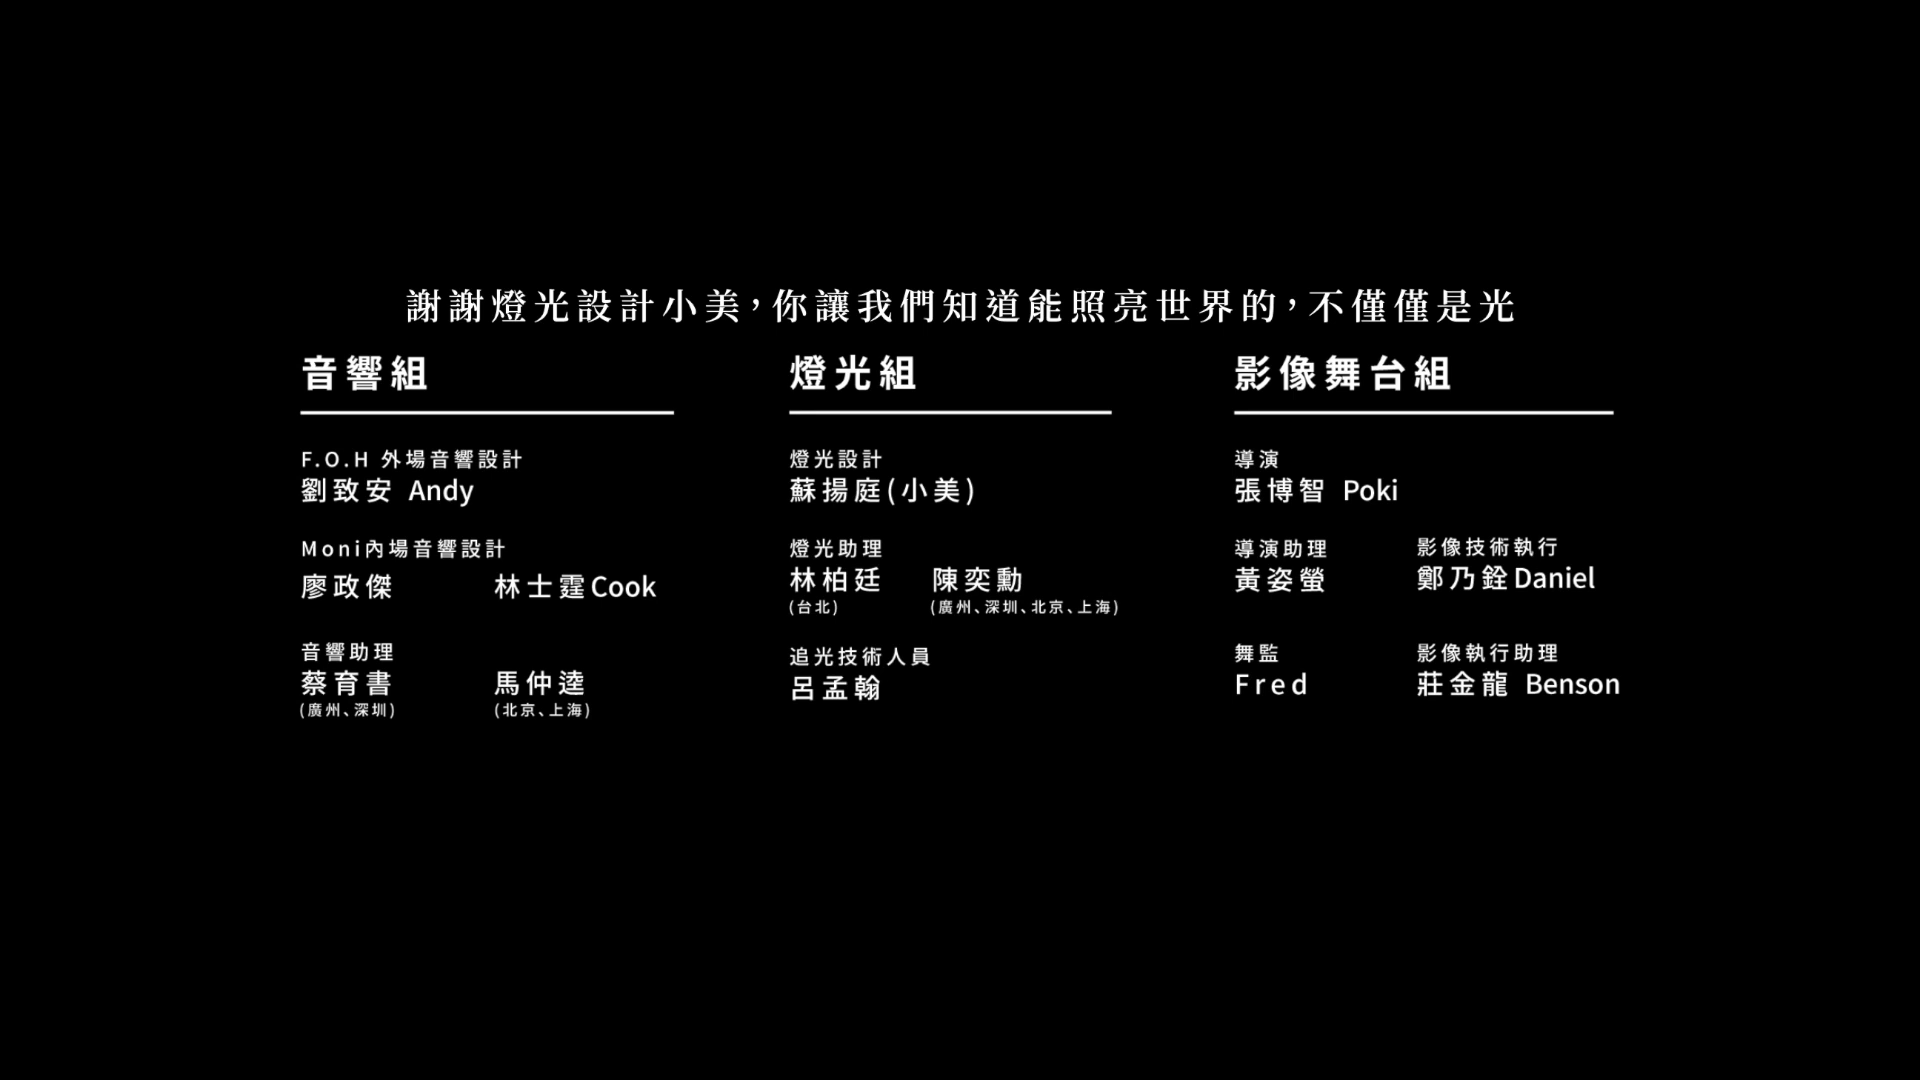 謝謝燈光設計小美，你讓我們知道能照亮世界的，不僅僅是光
音響組
F.O.H 外場音響設計
劉致安 Andy
Moni內場音響設計
廖政傑 林士霆Cook
音響助理
蔡育書 馬仲逵
(廣州、深圳) (北京、上海)
燈光組
燈光設計
蘇揚庭(小美)
燈光助理
林柏廷 陳奕勳
(台北) (廣州、深圳、北京、上海)
追光技術人員
呂孟翰
影像舞台組
導演
張博智 Poki
導演助理 影像技術執行
黃姿螢 鄭乃銓Daniel
舞監 影像執行助理
Fred 莊金龍 Benson